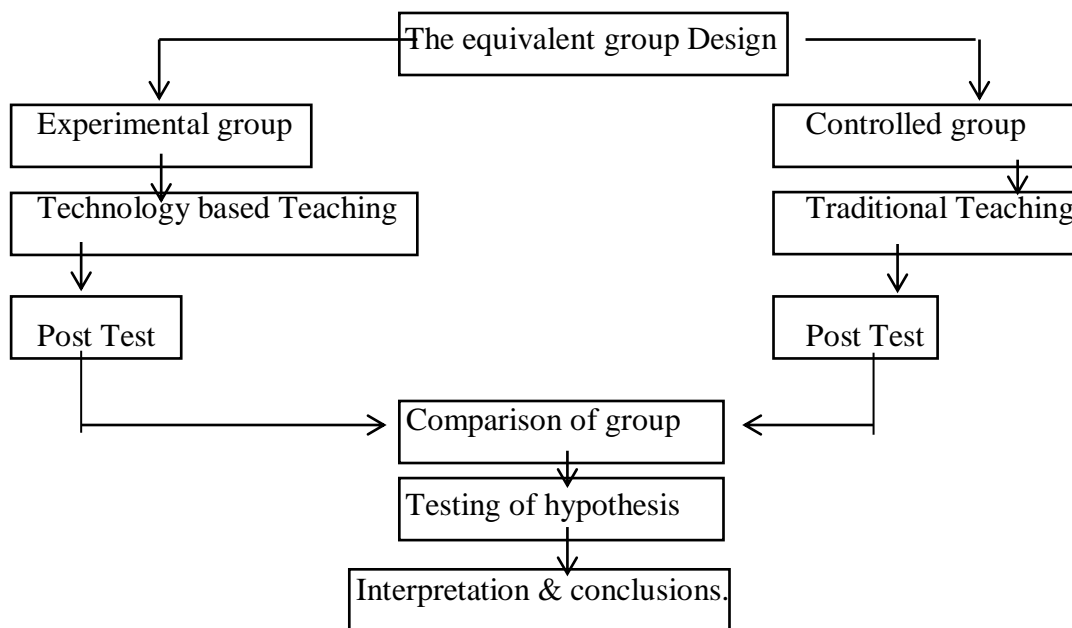 The equivalent group Design
Experimental group
Controlled group
Technology based Teaching
Traditional Teaching
Post Test
Post Test
Comparison of group
Testing of hypothesis
Interpretation & conclusions.